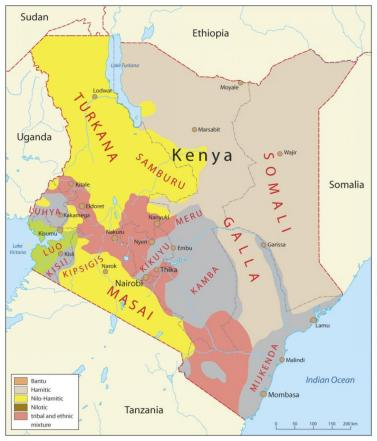 Sudan
Ethiopia
Lake Turkana
Moyale
Lodwar
TURKANA
Marsabit
SAMBURU
Kenya
SOMALI
Wajir
Uganda
Somalia
Kitale
LUHYA
Eldoret
Kakamega
Nanyuki
MERU
GALLA
Kisumu
Lake
Victoria
LUO
Nakuru
Nyeri
Embu
Garissa
KISII
Kisii
KIPSIGIS
KIKUYU
Narok
Thika
KAMBA
Nairobi
MASAI
Lamu
MIJKENDA
Malindi
Indian Ocean
Mombasa
Tanzania
Bantu
Hamitic
Nilo-Hamitic
Nilotic
tribal and ethnic
mixture
0 50 100 150 200 km